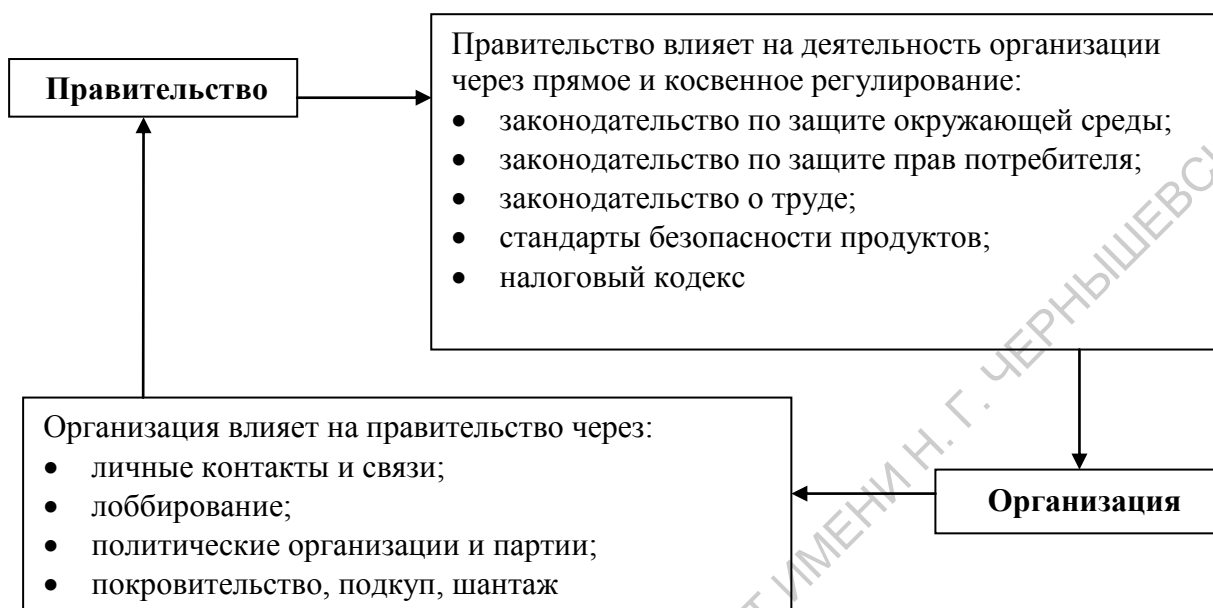 Правительство
Правительство влияет на деятельность организации
через прямое и косвенное регулирование:
• законодательство по защите окружающей среды;
• законодательство по защите прав потребителя;
• законодательство о труде;
• стандарты безопасности продуктов;
• налоговый кодекс
Организация влияет на правительство через:
• личные контакты и связи;
• лоббирование;
• политические организации и партии;
• покровительство, подкуп, шантаж
Организация
ИМЕНИ Н. Г.